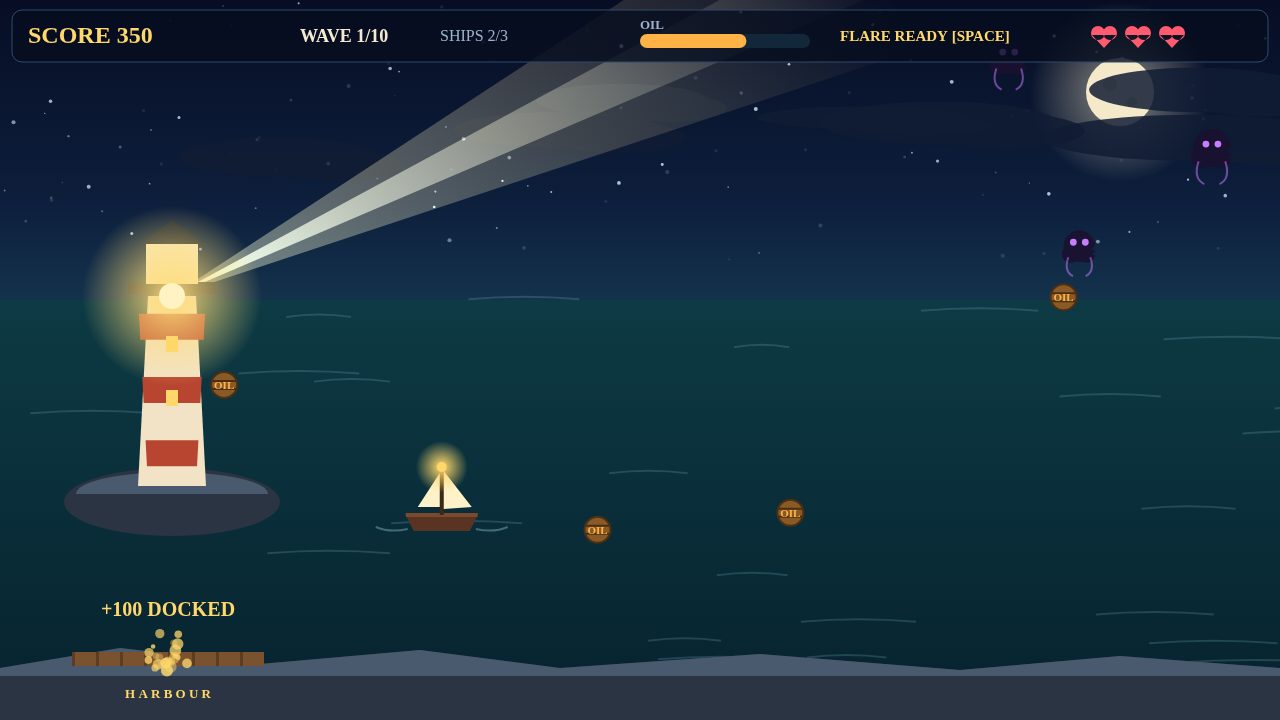 SCORE 350
WAVE 1/10
SHIPS 2/3
OIL
FLARE READY [SPACE]
OIL
OIL
OIL
OIL
+100 DOCKED
HARBOUR